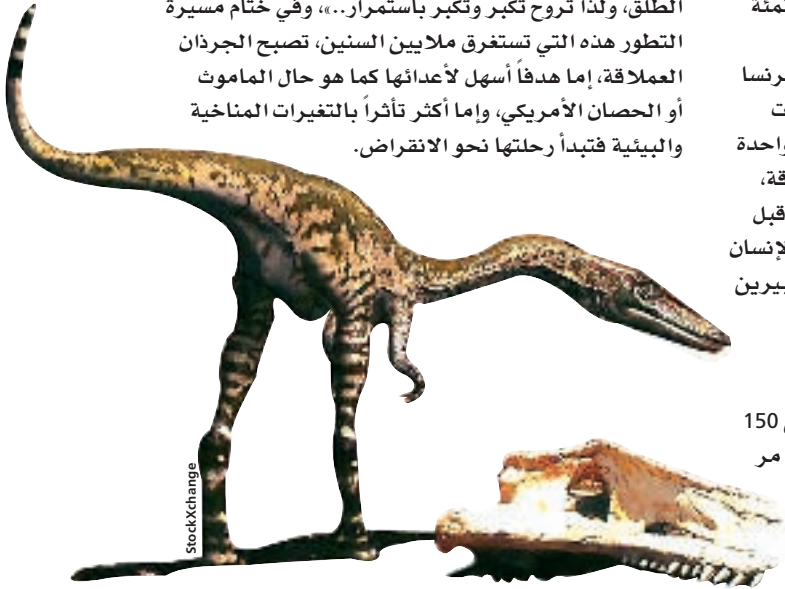 الطلق، ولذا تروح تكبر وتكبر باستمرار..»، وفي ختام مسيرة
التطور هذه التي تستغرق ملايين السنين، تصبح الجرذان
العملاقة، إما هدفاً أسهل لأعدائها كما هو حال الماموث
أو الحصان الأمريكي، وإما أكثر تأثراً بالتغيرات المناخية
والبيئية فتبدأ رحلتها نحو الانقراض.
قبل
150
مر
StockXchange